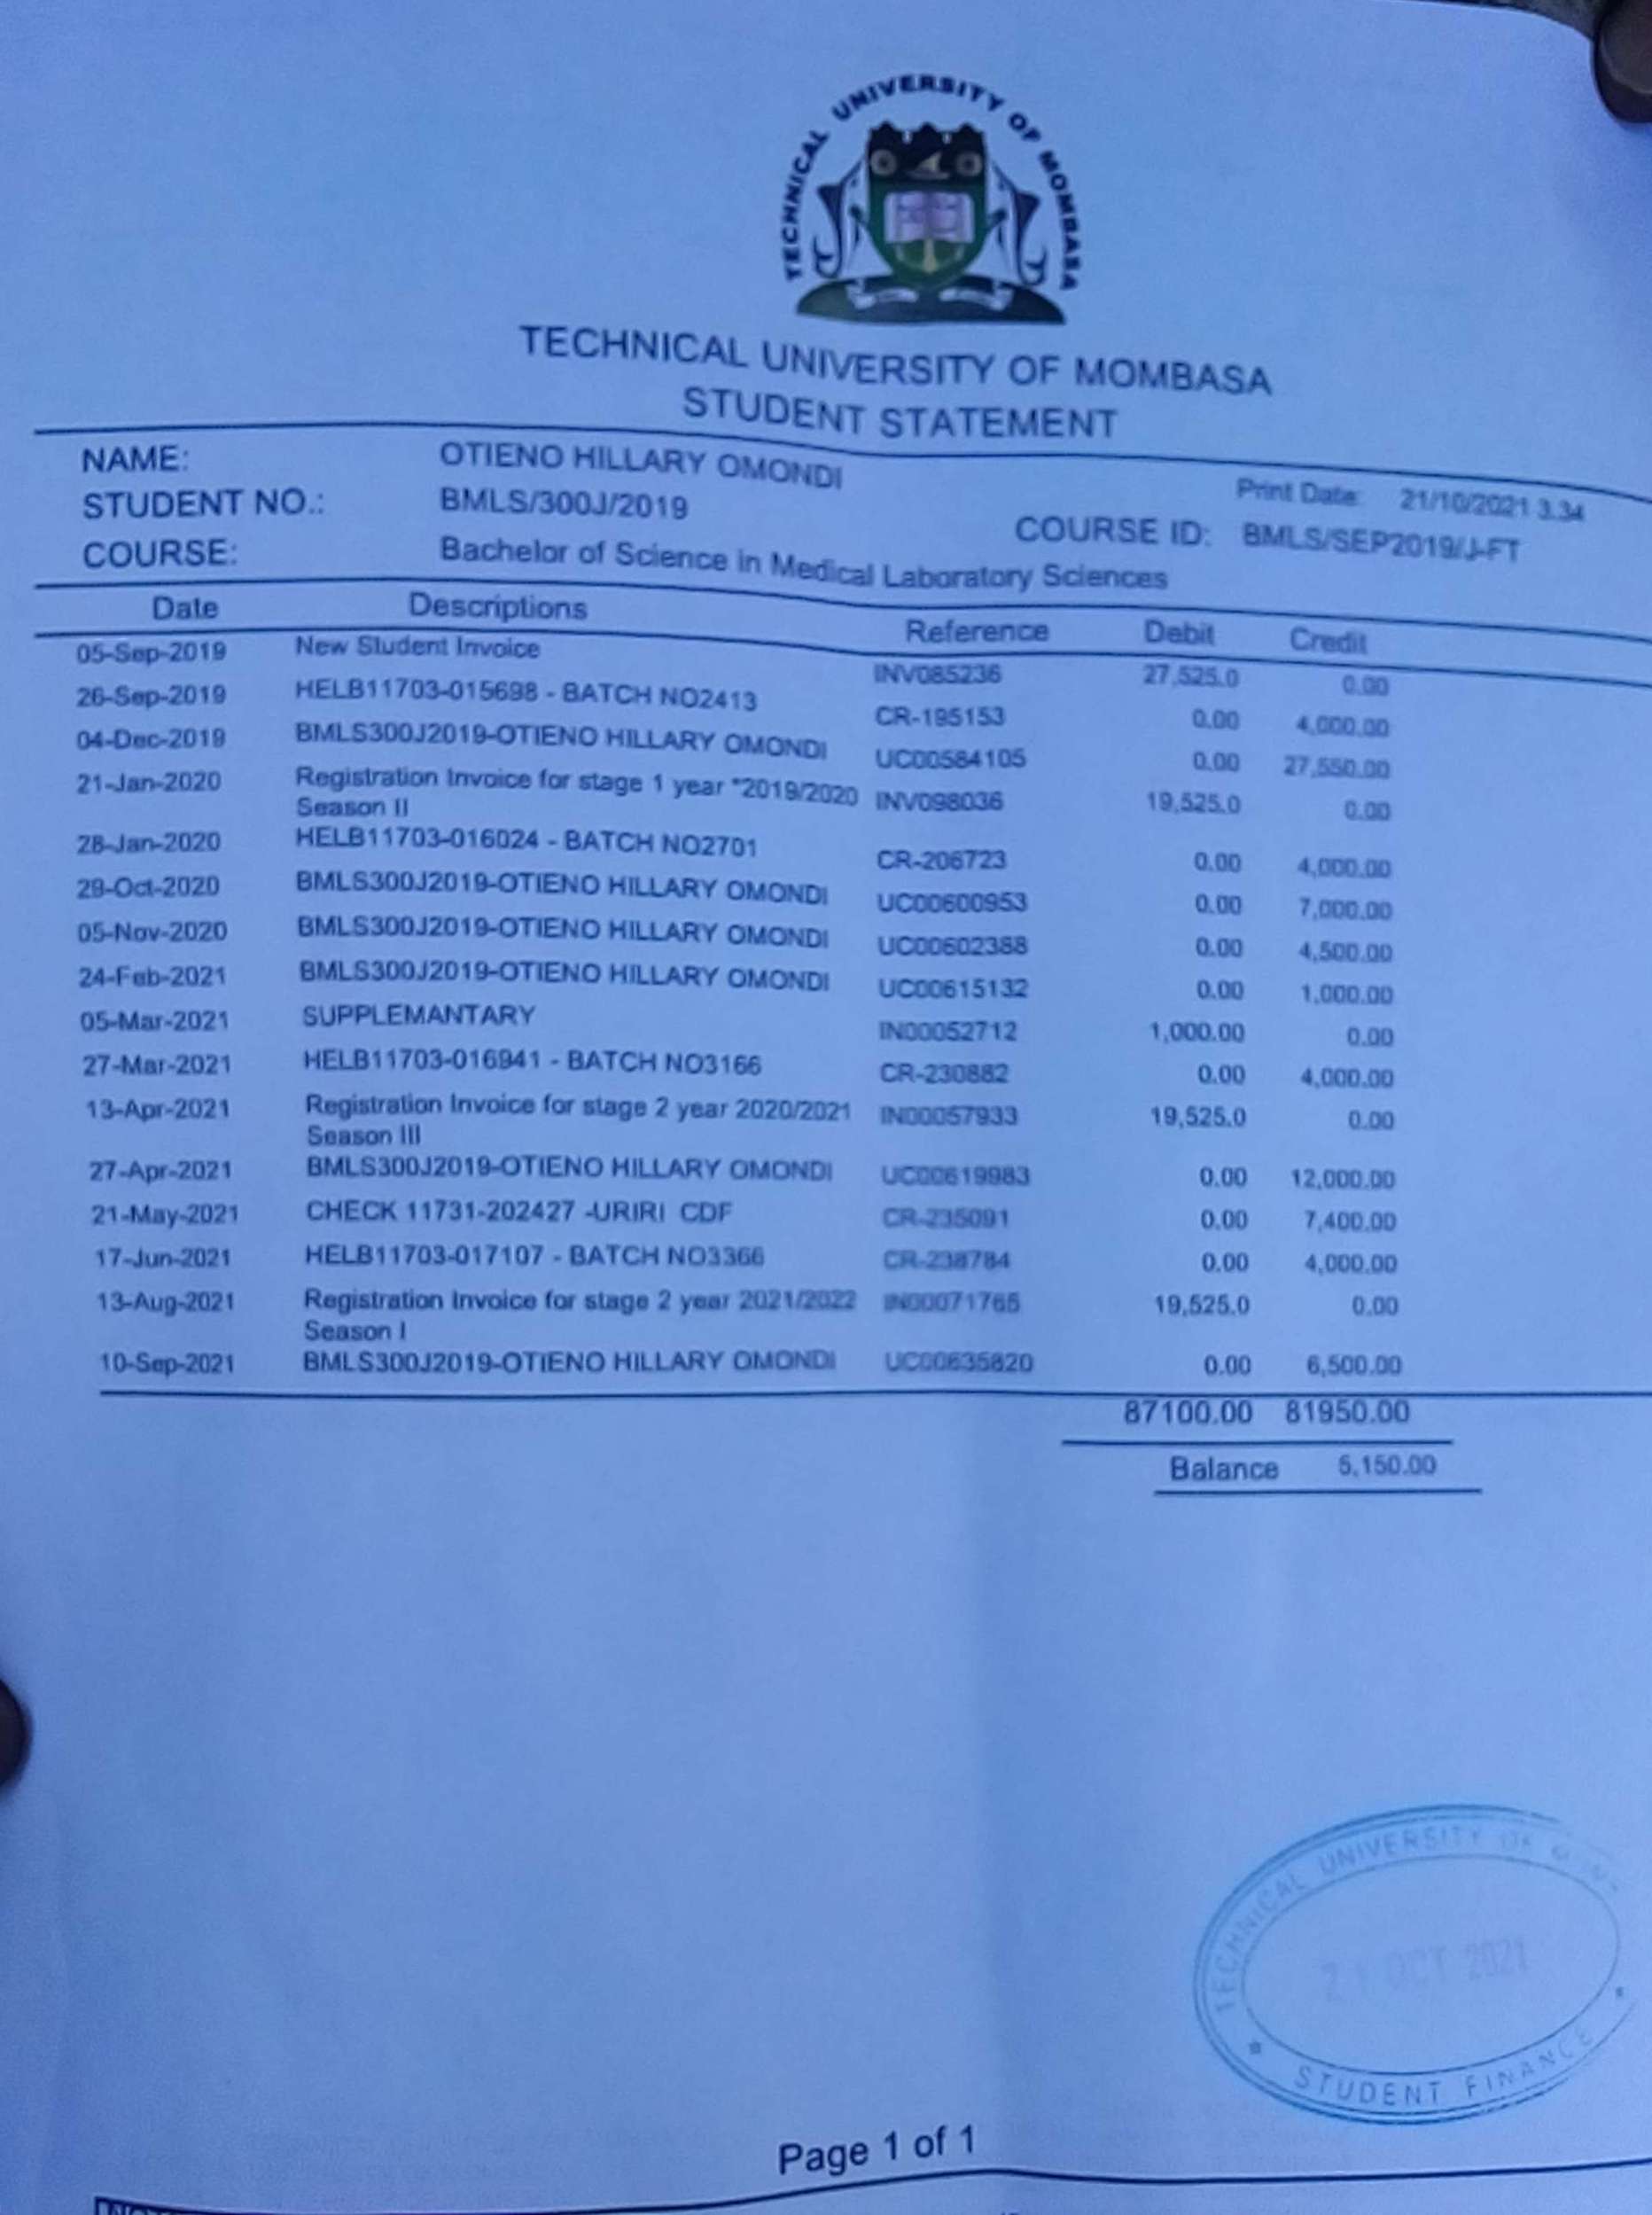 TECHNICAL UNIVERSITY OF MOMBASA
TECHNICAL UNIVERSITY OF MOMBASA
STUDENT STATEMENT
NAME: OTIENO HILLARY OMONDI
Print Date: 21/10/2021 3.34
STUDENT NO.: BMLS/300J/2019
COURSE ID: BMLS/SEP2019/J-FT
COURSE: Bachelor of Science in Medical Laboratory Sciences
Date Descriptions Reference Debit Credit
05-Sep-2019 New Student Invoice INV085236 27,525.0 0.00
26-Sep-2019 HELB11703-015698 - BATCH NO2413 CR-195153 0.00 4,000.00
04-Dec-2019 BMLS300J2019-OTIENO HILLARY OMONDI UC00584105 0.00 27,550.00
21-Jan-2020 Registration Invoice for stage 1 year "2019/2020 INV098036 19,525.0 0.00
Season II
28-Jan-2020 HELB11703-016024 - BATCH NO2701 CR-206723 0.00 4,000.00
29-Oct-2020 BMLS300J2019-OTIENO HILLARY OMONDI UC00600953 0.00 7,000.00
05-Nov-2020 BMLS300J2019-OTIENO HILLARY OMONDI UC00602388 0.00 4,500.00
24-Feb-2021 BMLS300J2019-OTIENO HILLARY OMONDI UC00615132 0.00 1,000.00
05-Mar-2021 SUPPLEMANTARY IN00052712 1,000.00 0.00
27-Mar-2021 HELB11703-016941 - BATCH NO3166 CR-230882 0.00 4,000.00
13-Apr-2021 Registration Invoice for stage 2 year 2020/2021 IN00057933 19,525.0 0.00
Season III
27-Apr-2021 BMLS300J2019-OTIENO HILLARY OMONDI UC00619983 0.00 12,000.00
21-May-2021 CHECK 11731-202427 -URIRI CDF CR-235091 0.00 7,400.00
17-Jun-2021 HELB11703-017107 - BATCH NO3366 CR-238784 0.00 4,000.00
13-Aug-2021 Registration Invoice for stage 2 year 2021/2022 IN00071765 19,525.0 0.00
Season I
10-Sep-2021 BMLS300J2019-OTIENO HILLARY OMONDI UC00635820 0.00 6,500.00
87100.00 81950.00
Balance 5,150.00
TECHNICAL UNIVERSITY OF
21 OCT 2021
STUDENT FINANCE
Page 1 of 1